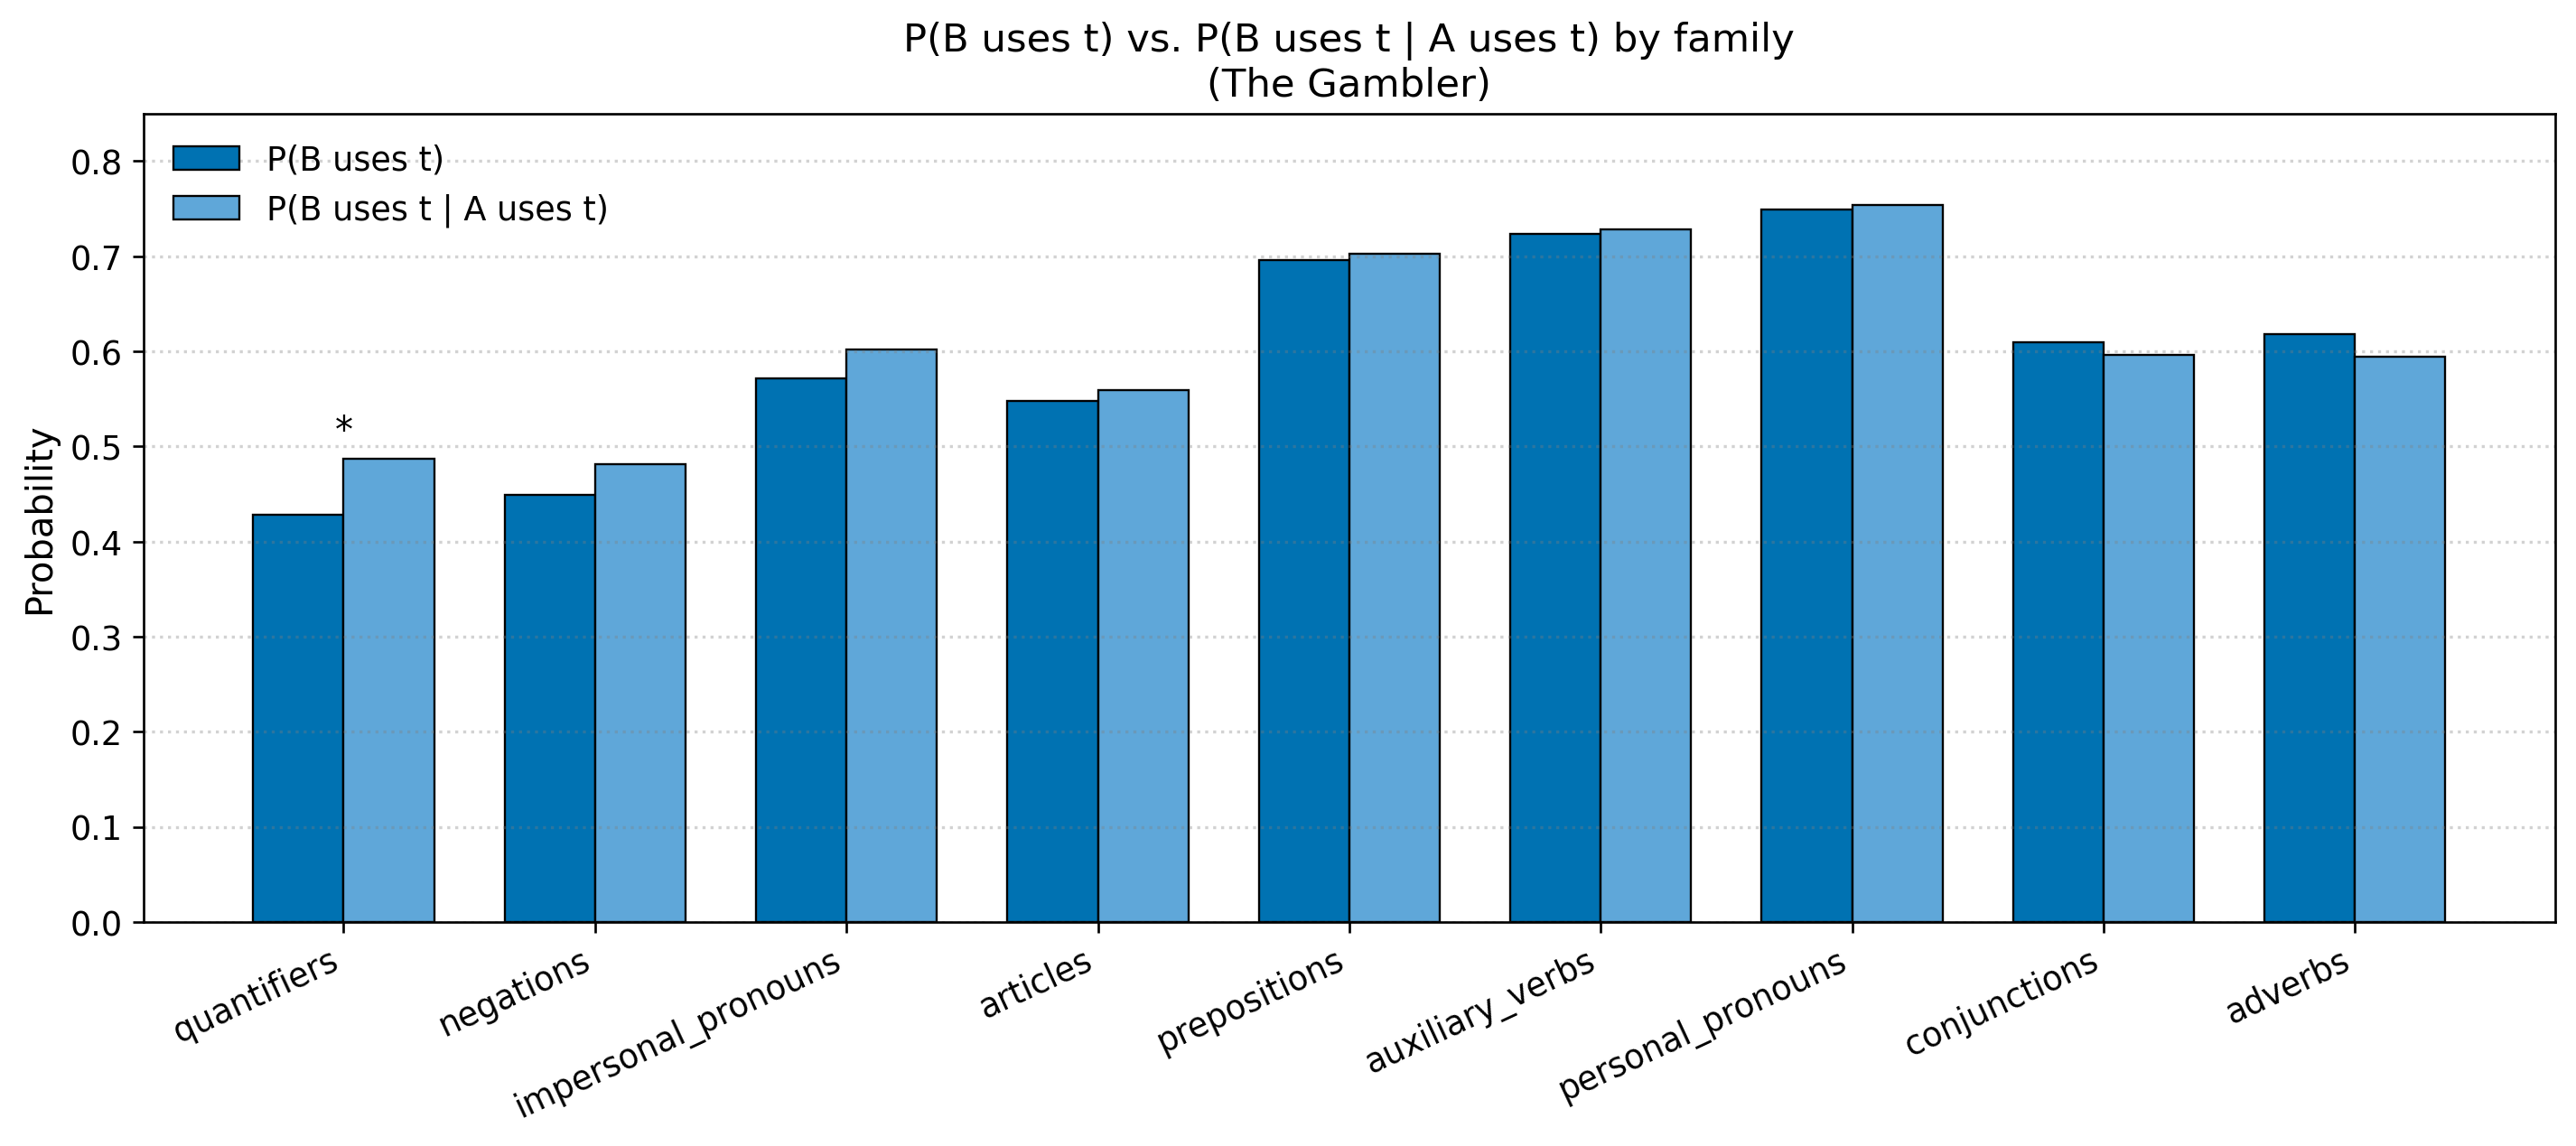 P(B uses t) vs. P(B uses t | A uses t) by family
(The Gambler)
P(B uses t)
P(B uses t | A uses t)
Probability
0.8
0.7
0.6
0.5
0.4
0.3
0.2
0.1
0.0
*
quantifiers
negations
impersonal_pronouns
articles
prepositions
auxiliary_verbs
personal_pronouns
conjunctions
adverbs